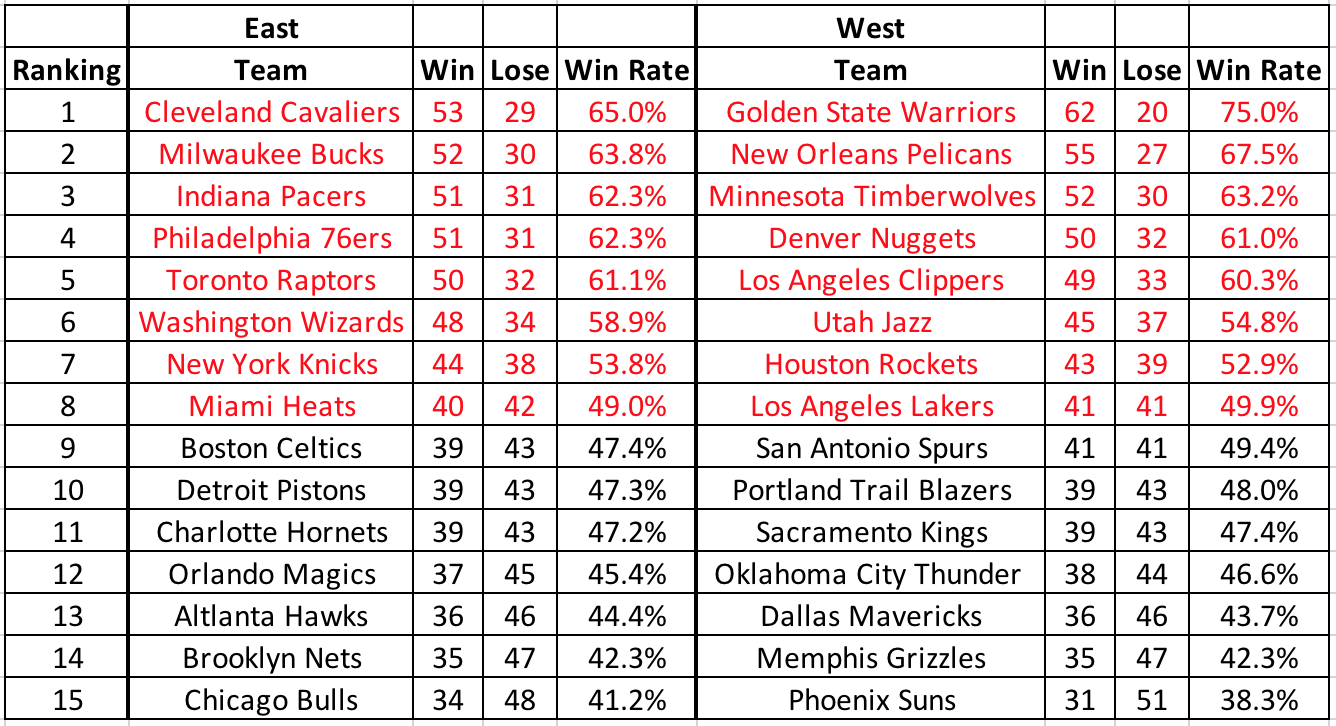 East West
Ranking Team Win Lose Win Rate Team Win Lose Win Rate
1 Cleveland Cavaliers 53 29 65.0% Golden State Warriors 62 20 75.0%
2 Milwaukee Bucks 52 30 63.8% New Orleans Pelicans 55 27 67.5%
3 Indiana Pacers 51 31 62.3% Minnesota Timberwolves 52 30 63.2%
4 Philadelphia 76ers 51 31 62.3% Denver Nuggets 50 32 61.0%
5 Toronto Raptors 50 32 61.1% Los Angeles Clippers 49 33 60.3%
6 Washington Wizards 48 34 58.9% Utah Jazz 45 37 54.8%
7 New York Knicks 44 38 53.8% Houston Rockets 43 39 52.9%
8 Miami Heats 40 42 49.0% Los Angeles Lakers 41 41 49.9%
9 Boston Celtics 39 43 47.4% San Antonio Spurs 41 41 49.4%
10 Detroit Pistons 39 43 47.3% Portland Trail Blazers 39 43 48.0%
11 Charlotte Hornets 39 43 47.2% Sacramento Kings 39 43 47.4%
12 Orlando Magics 37 45 45.4% Oklahoma City Thunder 38 44 46.6%
13 Altlanta Hawks 36 46 44.4% Dallas Mavericks 36 46 43.7%
14 Brooklyn Nets 35 47 42.3% Memphis Grizzles 35 47 42.3%
15 Chicago Bulls 34 48 41.2% Phoenix Suns 31 51 38.3%